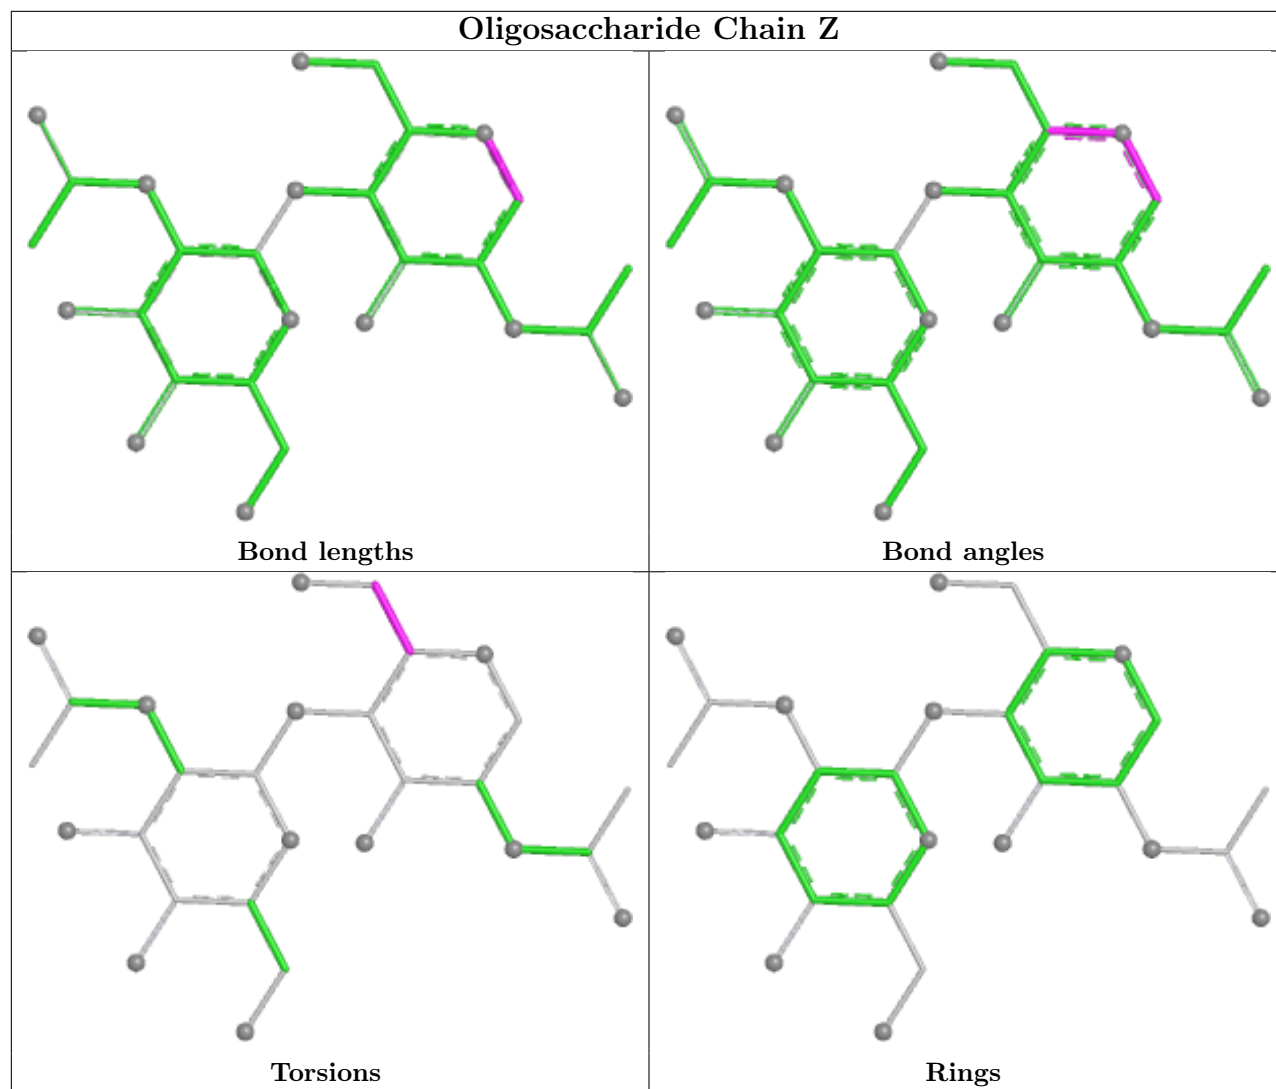 Oligosaccharide Chain Z
Bond lengths
Bond angles
Torsions
Rings